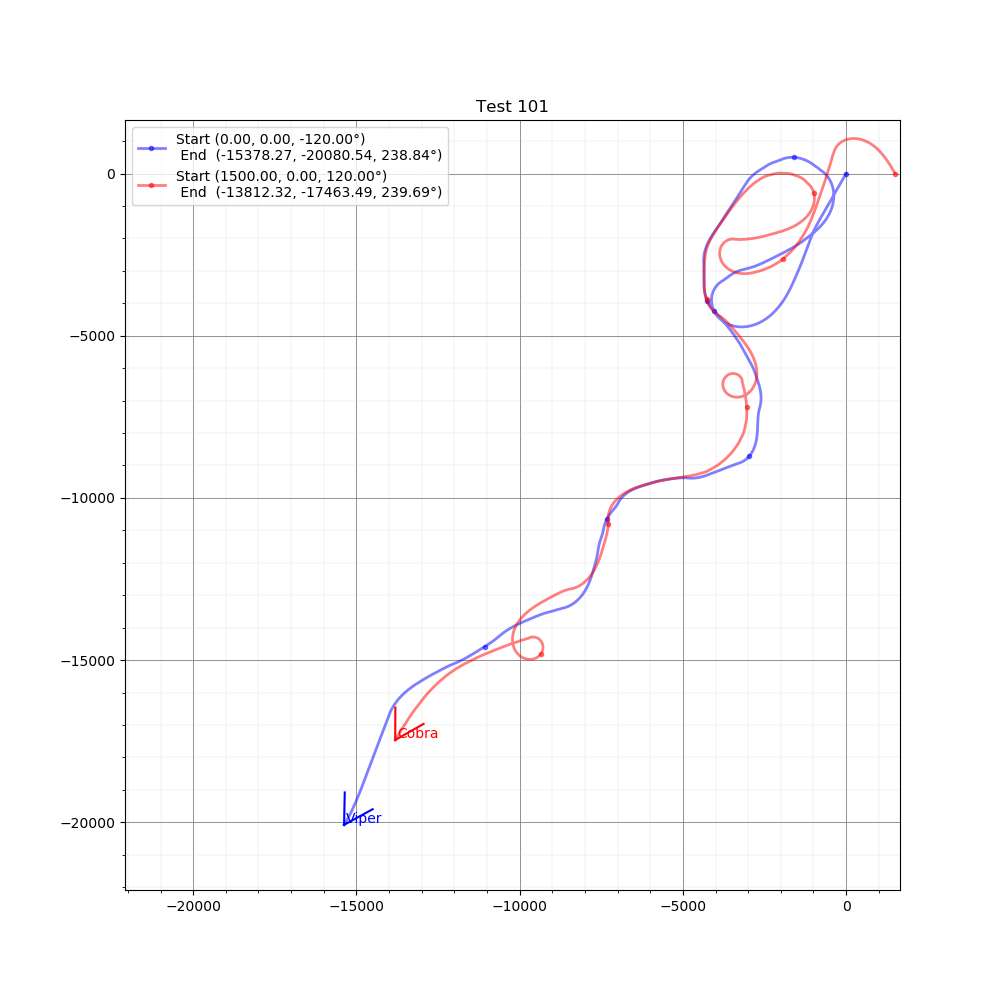 Test 101
Start (0.00, 0.00, -120.00°)
End (-15378.27, -20080.54, 238.84°)
Start (1500.00, 0.00, 120.00°)
End (-13812.32, -17463.49, 239.69°)
0
−5000
−10000
−15000
−20000
Cobra
Viper
−20000 −15000 −10000 −5000 0